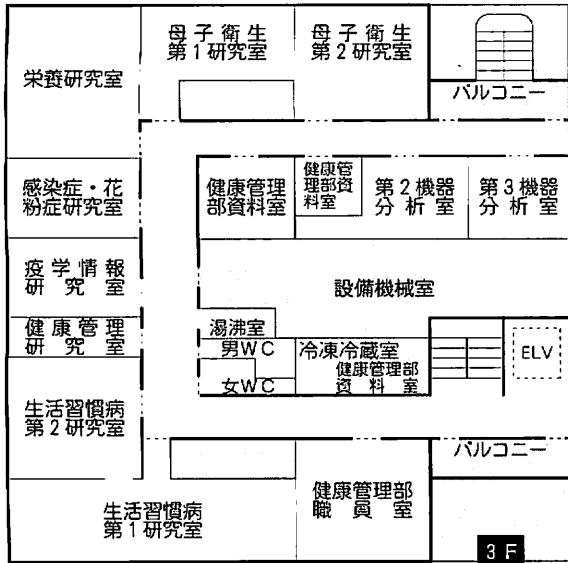 母子衛生
第1研究室
母子衛生
第2研究室
栄養研究室
バルコニー
感染症・花
粉症研究室
健康管理
部資料室
健康管
理部資
料室
第2機器
分析室
第3機器
分析室
疫学情報
研究室
設備機械室
健康管理
研究室
湯沸室
男WC
冷凍冷蔵室
健康管理部
資料室
ELV
女WC
生活習慣病
第2研究室
バルコニー
生活習慣病
第1研究室
健康管理部
職員室
3F